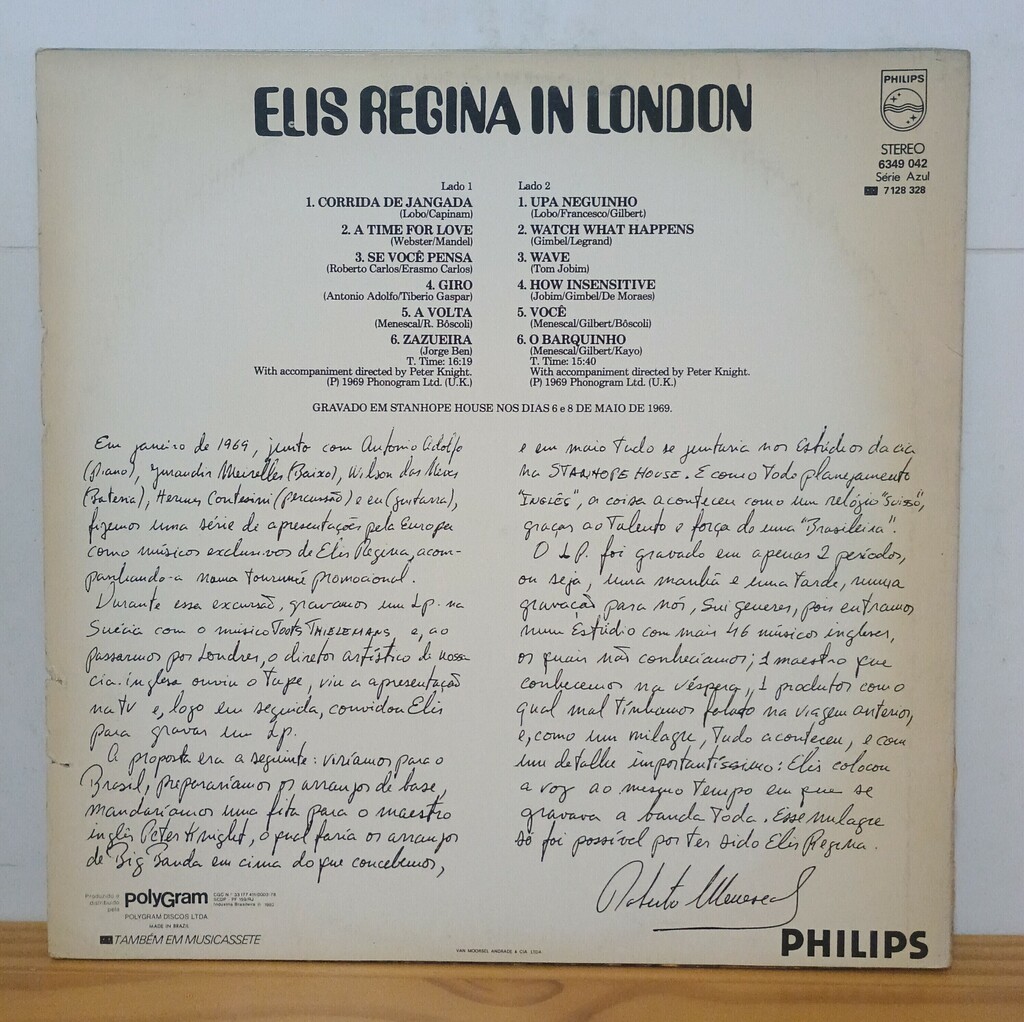 ELIS REGINA IN LONDON
PHILIPS
STEREO
6349 042
Série Azul
7128 328
Lado 1
1. CORRIDA DE JANGADA
(Lobo/Capinam)
2. A TIME FOR LOVE
(Webster/Mandel)
3. SE VOCÊ PENSA
(Roberto Carlos/Erasmo Carlos)
4. GIRO
(Antonio Adolfo/Tiberio Gaspar)
5. A VOLTA
(Menescal/R. Bôscoli)
6. ZAZUEIRA
(Jorge Ben)
T. Time: 16:19
With accompaniment directed by Peter Knight.
(P) 1969 Phonogram Ltd. (U.K.)
Lado 2
1. UPA NEGUINHO
(Lobo/Francesco/Gilbert)
2. WATCH WHAT HAPPENS
(Gimbel/Legrand)
3. WAVE
(Tom Jobim)
4. HOW INSENSITIVE
(Jobim/Gimbel/De Moraes)
5. VOCÊ
(Menescal/Gilbert/Bôscoli)
6. O BARQUINHO
(Menescal/Gilbert/Kayo)
T. Time: 15:40
With accompaniment directed by Peter Knight.
(P) 1969 Phonogram Ltd. (U.K.)
GRAVADO EM STANHOPE HOUSE NOS DIAS 6 e 8 DE MAIO DE 1969.
Em janeiro de 1969, junto com Antonio Adolfo
(piano), Jurandir Meirelles (Baixo), Wilson das Neves
(Bateria), Hermes Contesini (percussão) e eu (guitarra),
fizemos uma série de apresentações pela Europa
como músicos exclusivos de Elis Regina, acom-
panhando-a numa tournné promocional.
Durante essa excursão, gravamos um Lp. na
Suécia com o músico TOOTS THIELEMANS, e, ao
passarmos por Londres, o diretor artístico de nossa
cia. inglesa ouviu o tape, viu a apresentação
na tv e, logo em seguida, convidou Elis
para gravar um Lp.
A proposta era a seguinte: viríamos para o
Brasil, prepararíamos os arranjos de base,
mandaríamos uma fita para o maestro
inglês Peter Knight, o qual faria os arranjos
de Big Banda em cima do que concebemos,
e em maio tudo se juntaria nos Estúdios da cia
na STANHOPE HOUSE. E como todo planejamento
"INGLÊS", a coisa aconteceu como um relógio "Suisso",
graças ao talento e força de uma "Brasileira".
O LP. foi gravado em apenas 2 períodos,
ou seja, uma manhã e uma tarde, numa
gravação para nós, Sui generes, pois entramos
num Estúdio com mais 46 músicos ingleses,
os quais não conhecíamos; 1 maestro que
conhecemos na véspera, 1 produtor com o
qual mal tínhamos falado na viagem anterior,
e, como um milagre, tudo aconteceu, e com
um detalhe importantíssimo: Elis colocou
a voz ao mesmo tempo em que se
gravava a banda toda. Esse milagre
só foi possível por ter sido Elis Regina.
Roberto Menescal
Produzido e
distribuído
pela
polyGram
POLYGRAM DISCOS LTDA
MADE IN BRAZIL
TAMBÉM EM MUSICASSETE
VAN MOORSEL ANDRADE & CIA. LTDA
PHILIPS